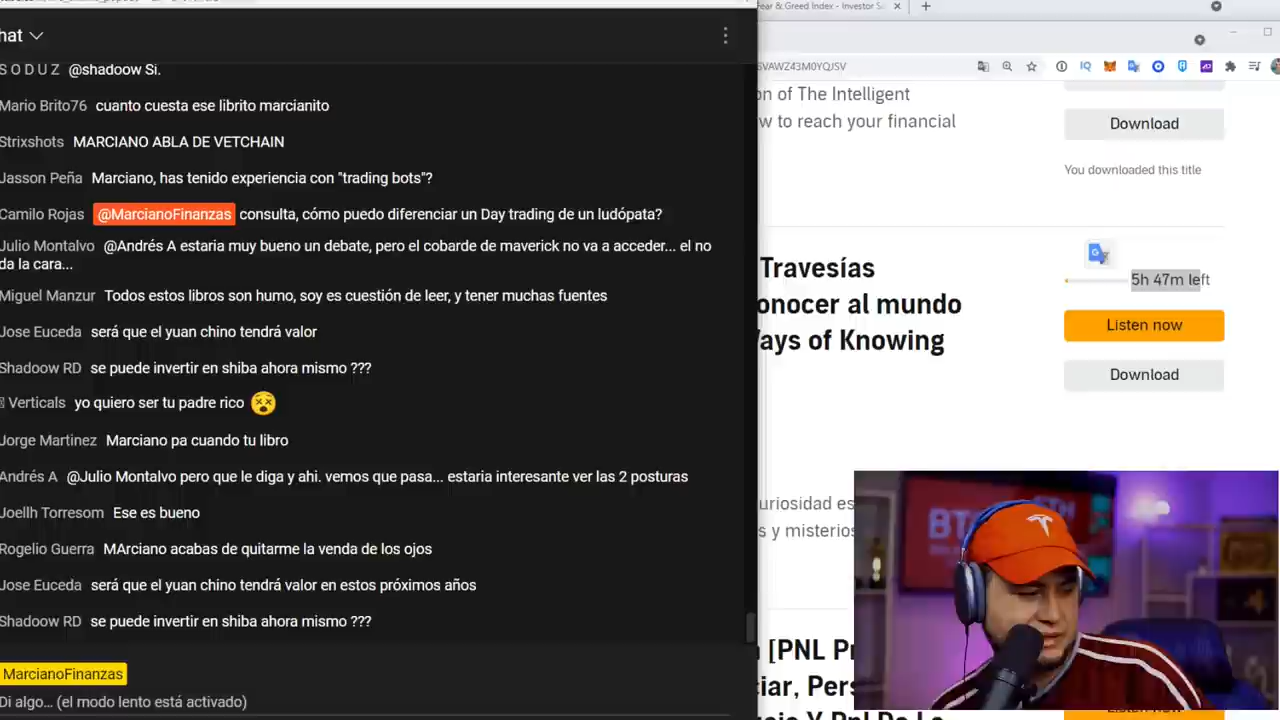 hat
S O D U Z @shadoow Si.
Mario Brito76 cuanto cuesta ese librito marcianito
Strixshots MARCIANO ABLA DE VETCHAIN
Jasson Peña Marciano, has tenido experiencia con "trading bots"?
Camilo Rojas @MarcianoFinanzas consulta, cómo puedo diferenciar un Day trading de un ludópata?
Julio Montalvo @Andrés A estaria muy bueno un debate, pero el cobarde de maverick no va a acceder... el no
da la cara...
Miguel Manzur Todos estos libros son humo, soy es cuestión de leer, y tener muchas fuentes
Jose Euceda será que el yuan chino tendrá valor
Shadoow RD se puede invertir en shiba ahora mismo ???
Verticals yo quiero ser tu padre rico 😵
Jorge Martinez Marciano pa cuando tu libro
Andrés A @Julio Montalvo pero que le diga y ahi. vemos que pasa... estaria interesante ver las 2 posturas
Joellh Torresom Ese es bueno
Rogelio Guerra MArciano acabas de quitarme la venda de los ojos
Jose Euceda será que el yuan chino tendrá valor en estos próximos años
Shadoow RD se puede invertir en shiba ahora mismo ???
MarcianoFinanzas
Di algo... (el modo lento está activado)
ear & Greed Index - Investor S
SVAWZ43M0YQJSV
on of The Intelligent
w to reach your financial
Download
You downloaded this title
Travesías
onocer al mundo
Ways of Knowing
5h 47m left
Listen now
Download
uriosidad es
s y misterios
[PNL Pr
ciar, Pers
Y Pnl De La
BT
ETH